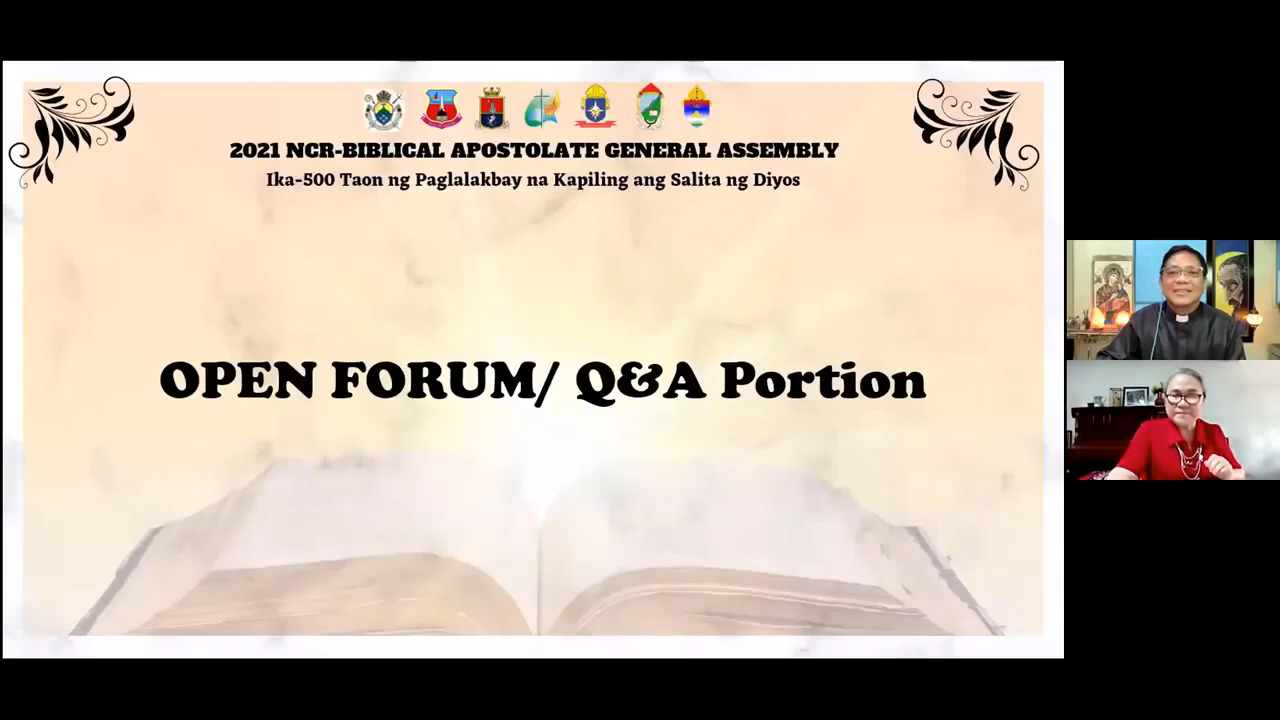 2021 NCR-BIBLICAL APOSTOLATE GENERAL ASSEMBLY
Ika-500 Taon ng Paglalakbay na Kapiling ang Salita ng Diyos
OPEN FORUM/ Q&A Portion